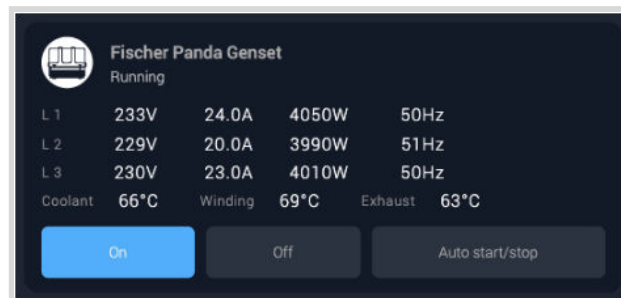 Fischer Panda Genset
Running
L 1 233V 24.0A 4050W 50Hz
L 2 229V 20.0A 3990W 51Hz
L 3 230V 23.0A 4010W 50Hz
Coolant 66°C Winding 69°C Exhaust 63°C
On Off Auto start/stop